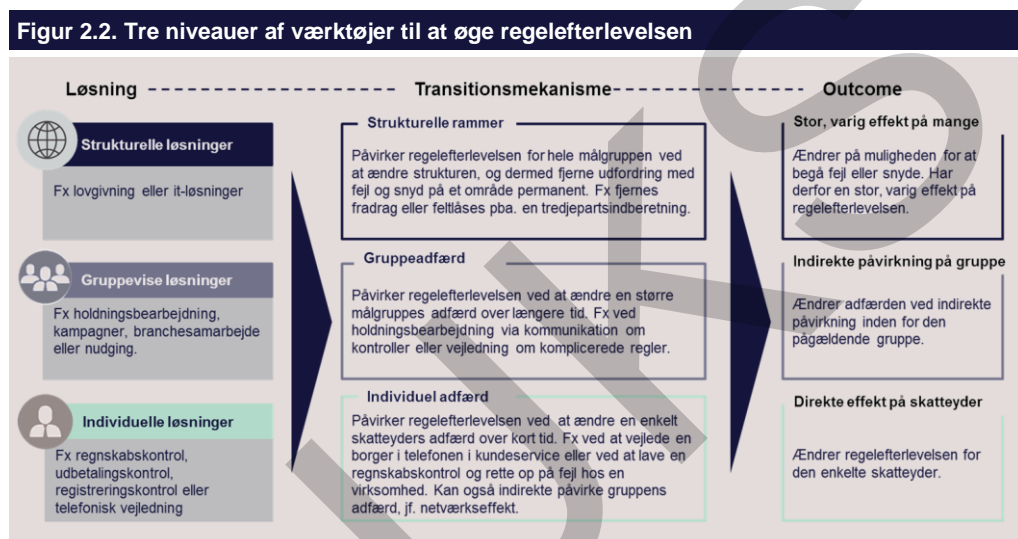 Figur 2.2. Tre niveauer af værktøjer til at øge regelefterlevelsen
Løsning
Transitionsmekanisme
Outcome
Strukturelle løsninger
Fx lovgivning eller it-løsninger
Strukturelle rammer
Påvirker regelefterlevelsen for hele målgruppen ved
at ændre strukturen, og dermed fjerne udfordring med
fejl og snyd på et område permanent. Fx fjernes
fradrag eller feltlåses pba. en tredjepartsindberetning.
Stor, varig effekt på mange
Ændrer på muligheden for at
begå fejl eller snyde. Har
derfor en stor, varig effekt på
regelefterlevelsen.
Gruppevise løsninger
Fx holdningsbearbejdning,
kampagner, branchesamarbejde
eller nudging.
Gruppeadfærd
Påvirker regelefterlevelsen ved at ændre en større
målgruppes adfærd over længere tid. Fx ved
holdningsbearbejdning via kommunikation om
kontroller eller vejledning om komplicerede regler.
Indirekte påvirkning på gruppe
Ændrer adfærden ved indirekte
påvirkning inden for den
pågældende gruppe.
Individuelle løsninger
Fx regnskabskontrol,
udbetalingskontrol,
registreringskontrol eller
telefonisk vejledning
Individuel adfærd
Påvirker regelefterlevelsen ved at ændre en enkelt
skatteyders adfærd over kort tid. Fx ved at vejlede en
borger i telefonen i kundeservice eller ved at lave en
regnskabskontrol og rette op på fejl hos en
virksomhed. Kan også indirekte påvirke gruppens
adfærd, jf. netværkseffekt.
Direkte effekt på skatteyder
Ændrer regelefterlevelsen for
den enkelte skatteyder.